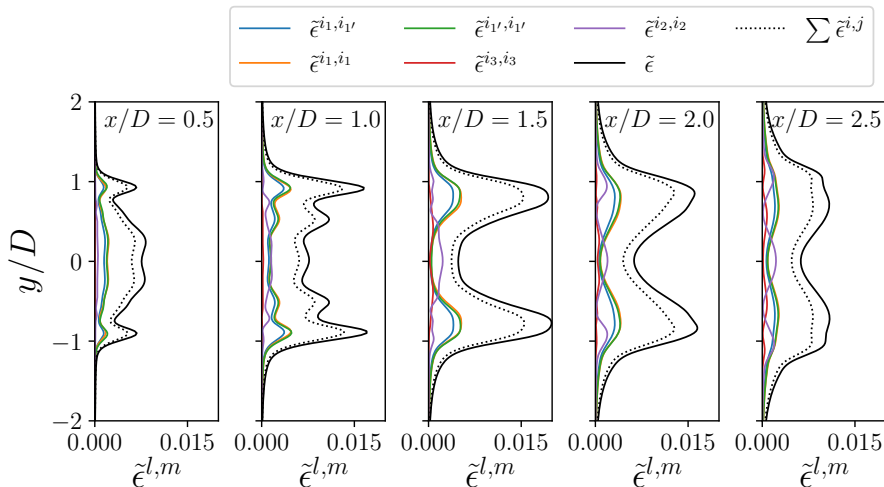 ϵ̃^{i_1,i_{1'}} ϵ̃^{i_{1'},i_{1'}} ϵ̃^{i_2,i_2} ∑ ϵ̃^{i,j}
ϵ̃^{i_1,i_1} ϵ̃^{i_3,i_3} ϵ̃
x/D = 0.5 x/D = 1.0 x/D = 1.5 x/D = 2.0 x/D = 2.5
2
1
0
−1
−2
y/D
0.000 0.015 0.000 0.015 0.000 0.015 0.000 0.015 0.000 0.015
ϵ̃^{l,m} ϵ̃^{l,m} ϵ̃^{l,m} ϵ̃^{l,m} ϵ̃^{l,m}